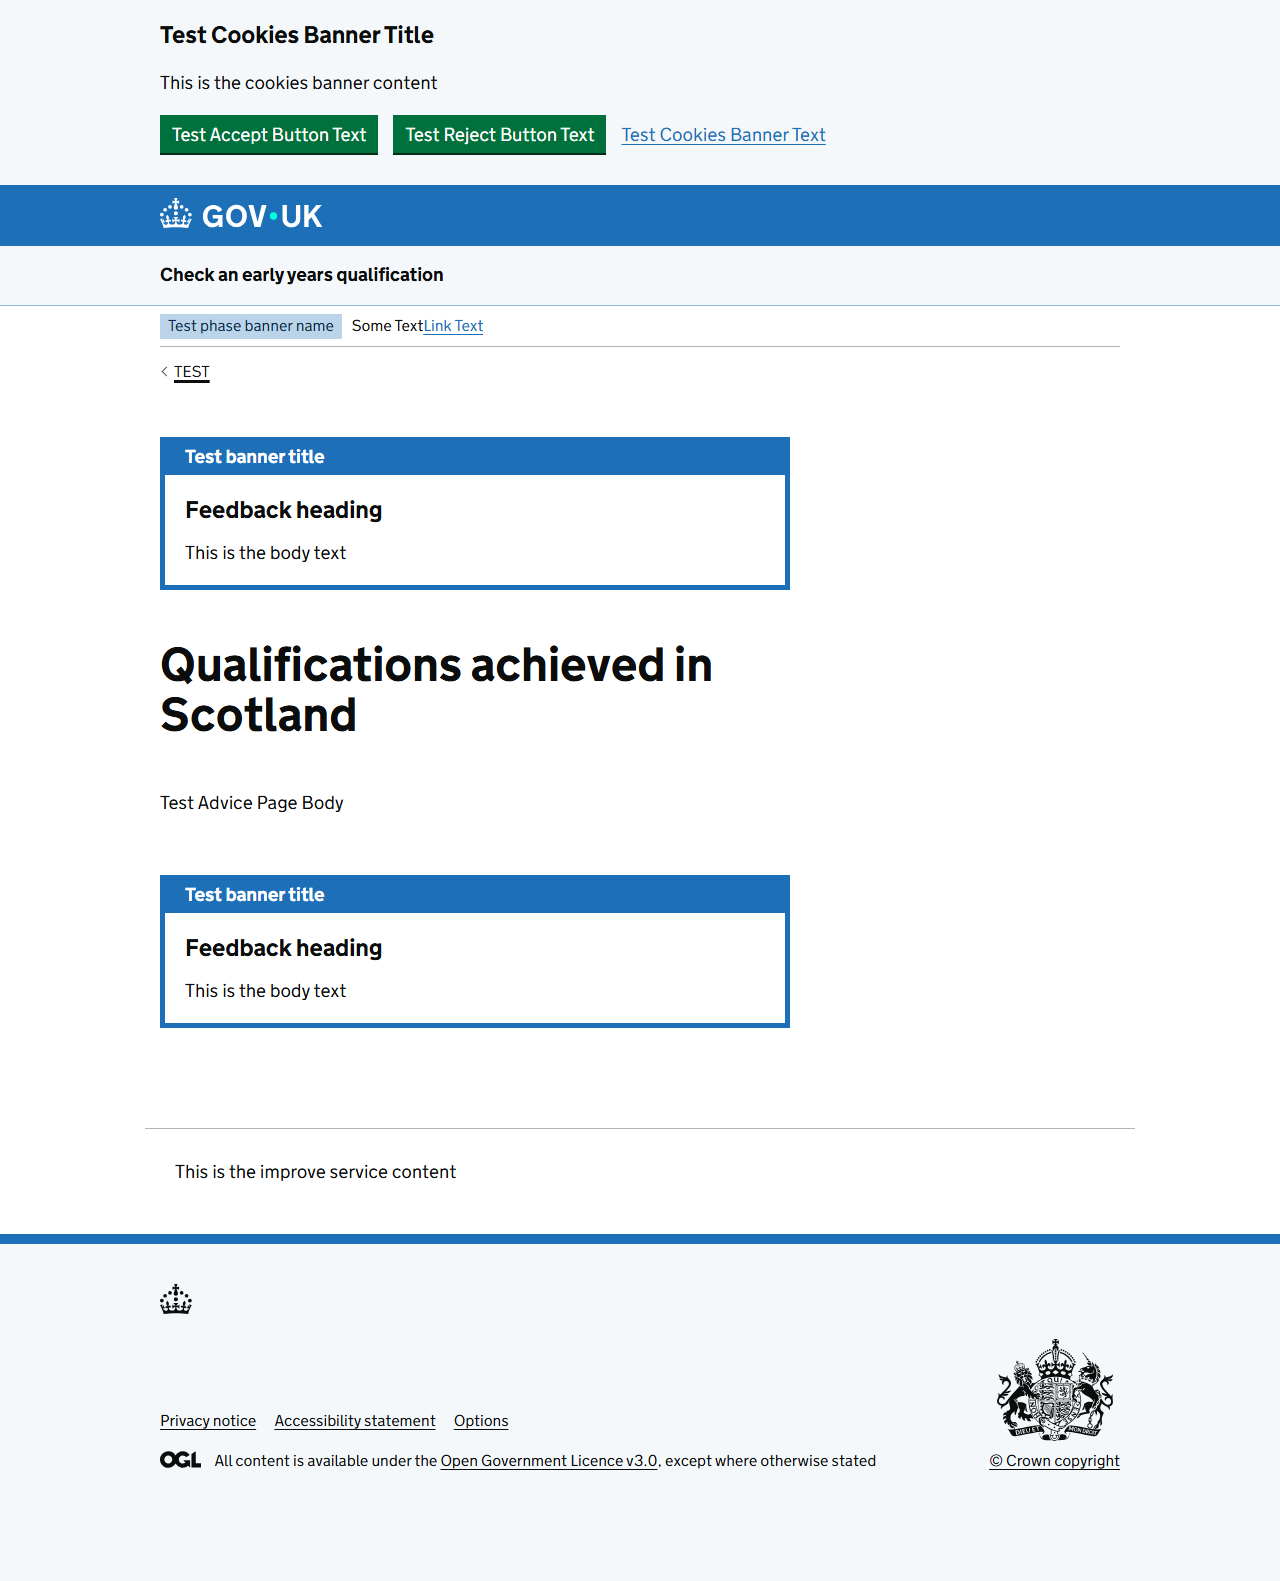 Test Cookies Banner Title
This is the cookies banner content
Test Accept Button Text
Test Reject Button Text
Test Cookies Banner Text
GOV·UK
Check an early years qualification
Test phase banner name
Some TextLink Text
TEST
Test banner title
Feedback heading
This is the body text
Qualifications achieved in
Scotland
Test Advice Page Body
Test banner title
Feedback heading
This is the body text
This is the improve service content
Privacy notice
Accessibility statement
Options
OGL
All content is available under the Open Government Licence v3.0, except where otherwise stated
© Crown copyright